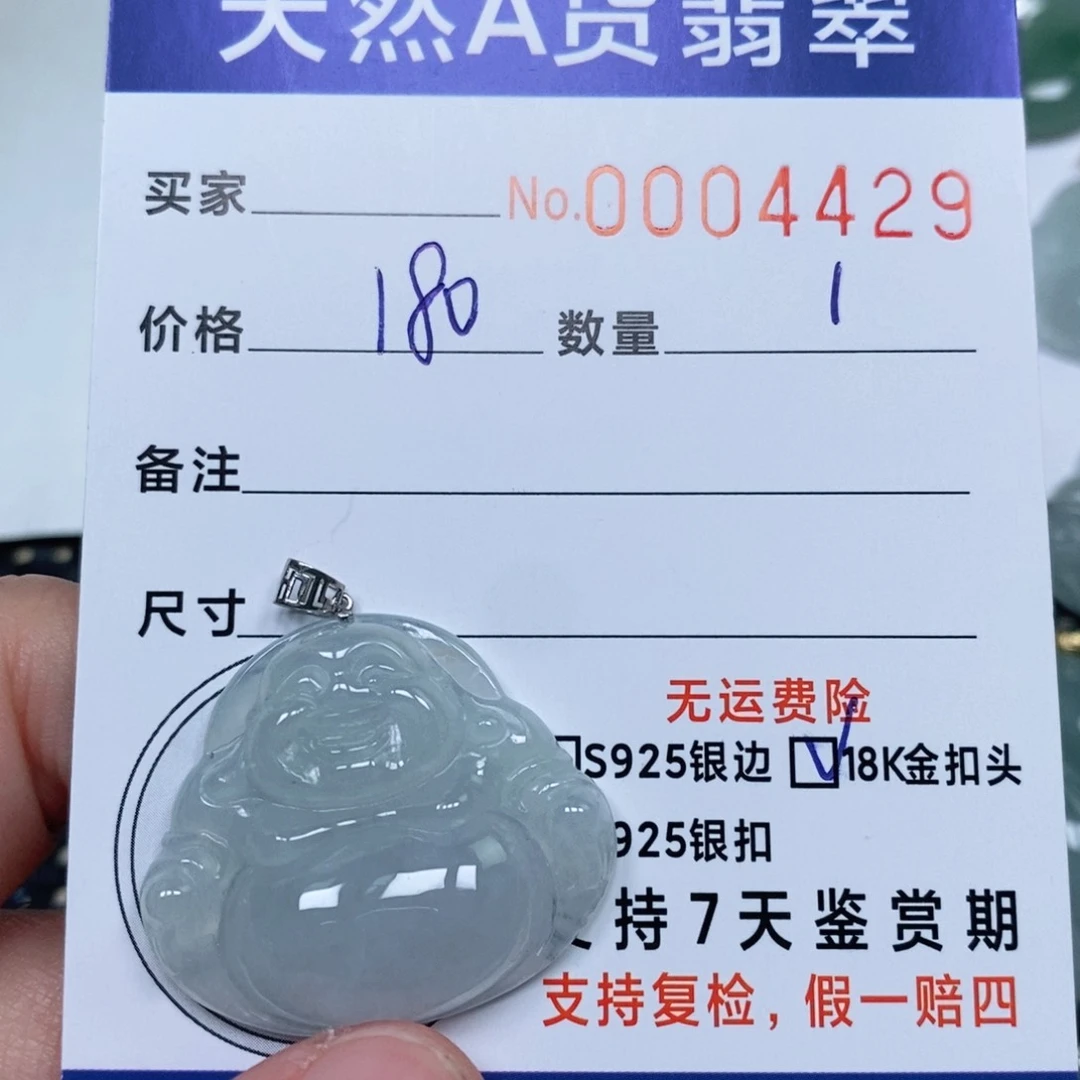 天然A货翡翠
买家 No.0004429
价格 180 数量 1
备注
尺寸
无运费险
S925银边 18K金扣头
925银扣
持7天鉴赏期
支持复检，假一赔四